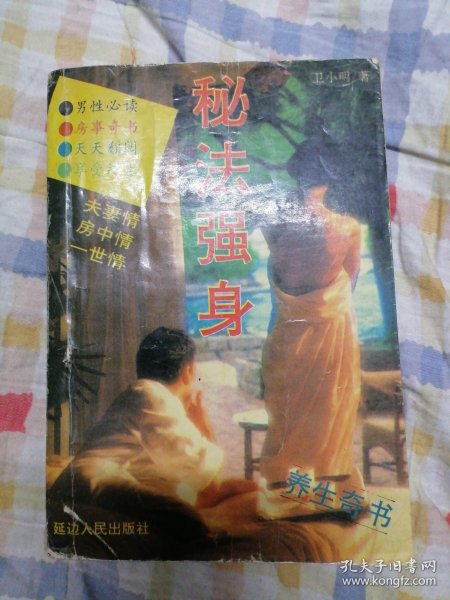 卫小明 著
秘法强身
男性必读
房事奇书
天天翻阅
享受
夫妻情
房中情
一世情
养生奇书
延边人民出版社
孔夫子旧书网
www.kongfz.com